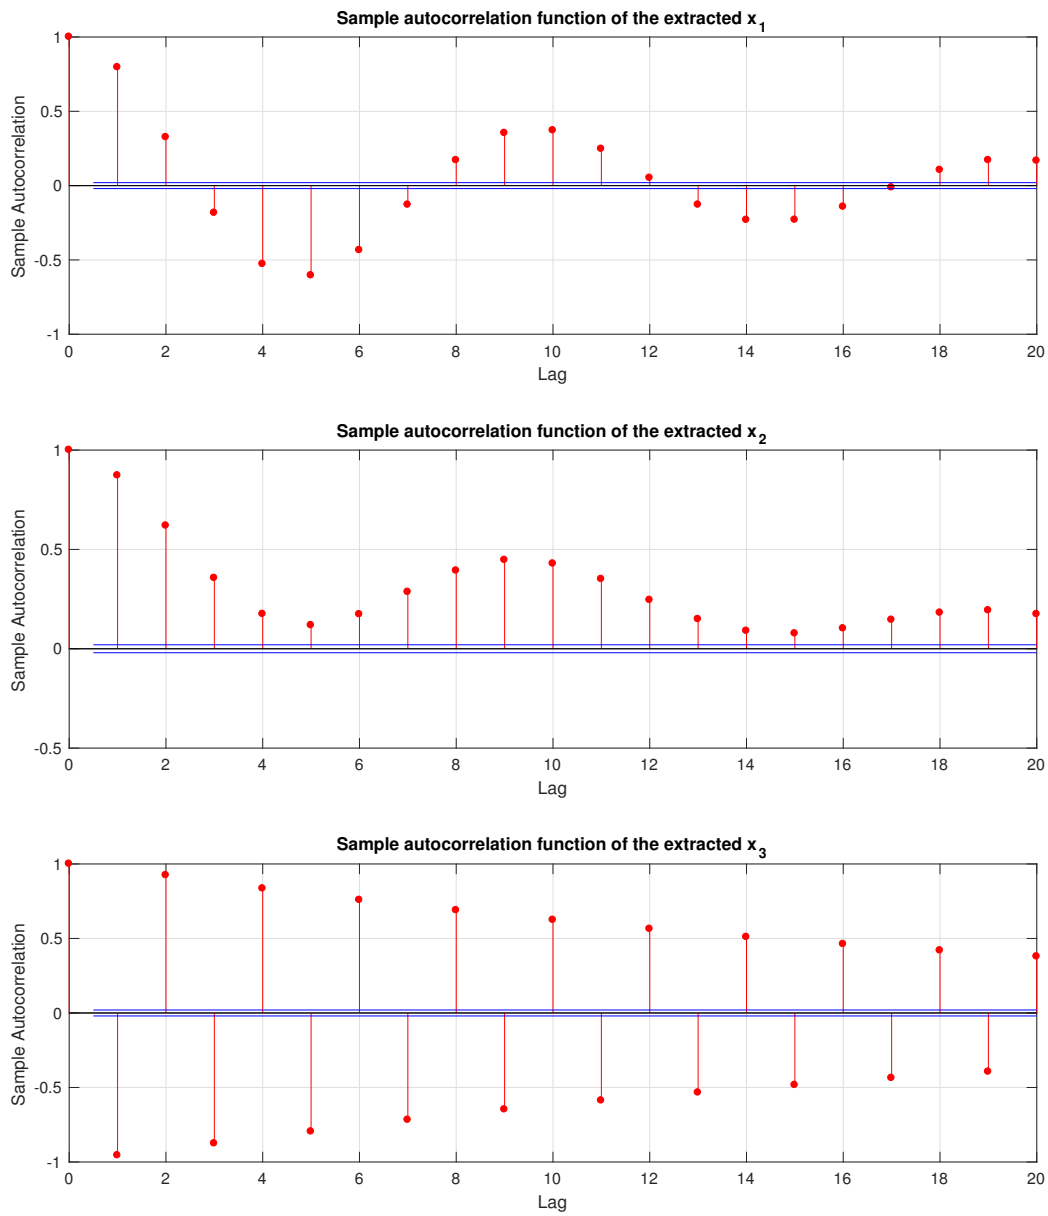 Sample autocorrelation function of the extracted x1
Sample Autocorrelation
1
0.5
0
-0.5
-1
0 2 4 6 8 10 12 14 16 18 20
Lag
Sample autocorrelation function of the extracted x2
Sample Autocorrelation
1
0.5
0
-0.5
0 2 4 6 8 10 12 14 16 18 20
Lag
Sample autocorrelation function of the extracted x3
Sample Autocorrelation
1
0.5
0
-0.5
-1
0 2 4 6 8 10 12 14 16 18 20
Lag